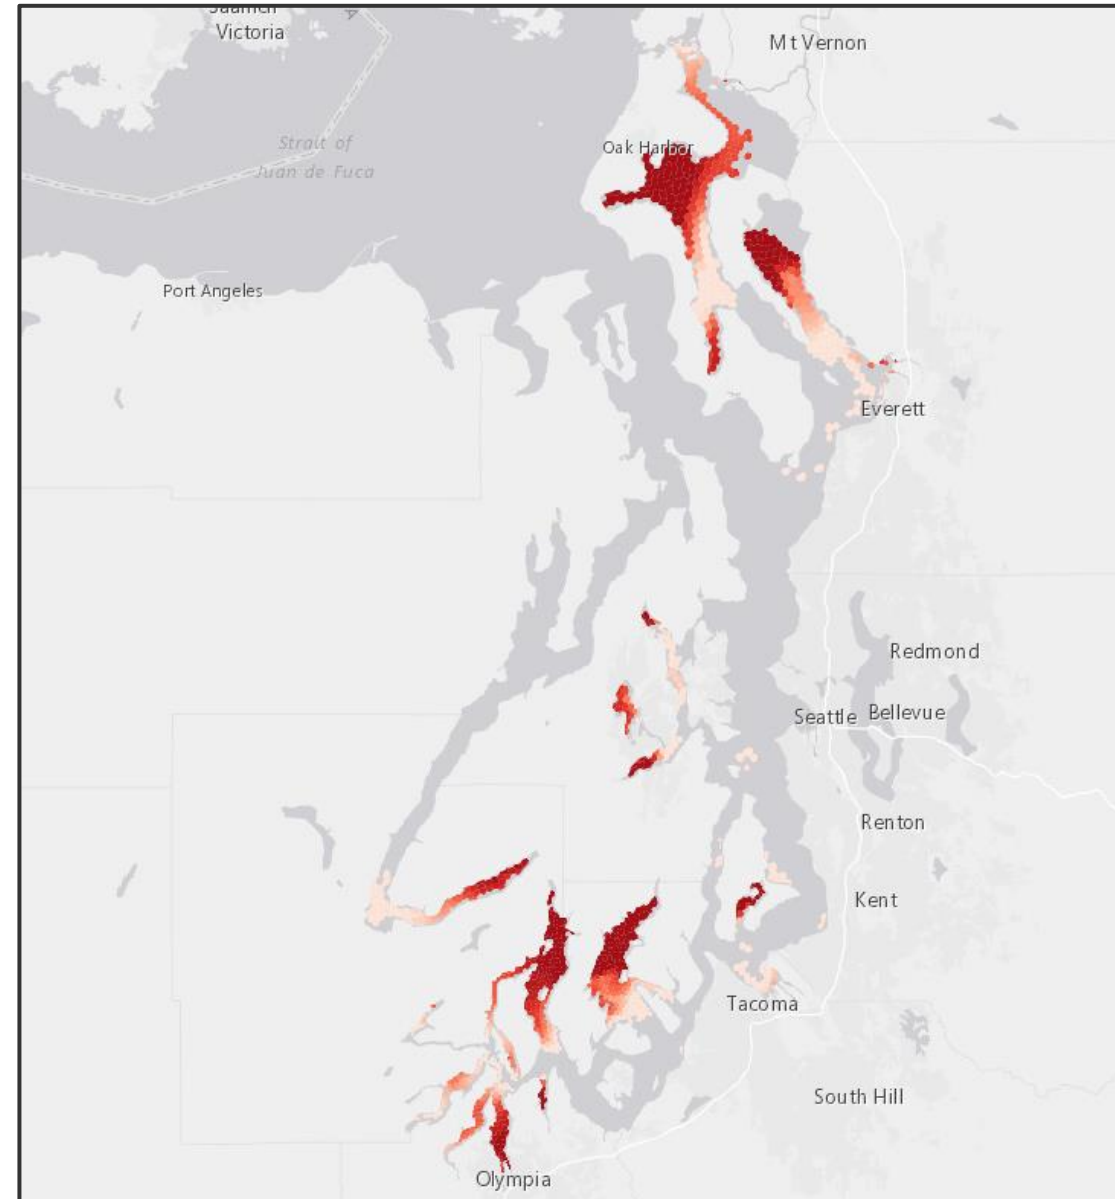 Saanich
Victoria
Mt Vernon
Strait of
Juan de Fuca
Oak Harbor
Port Angeles
Everett
Redmond
Seattle
Bellevue
Renton
Kent
Tacoma
South Hill
Olympia